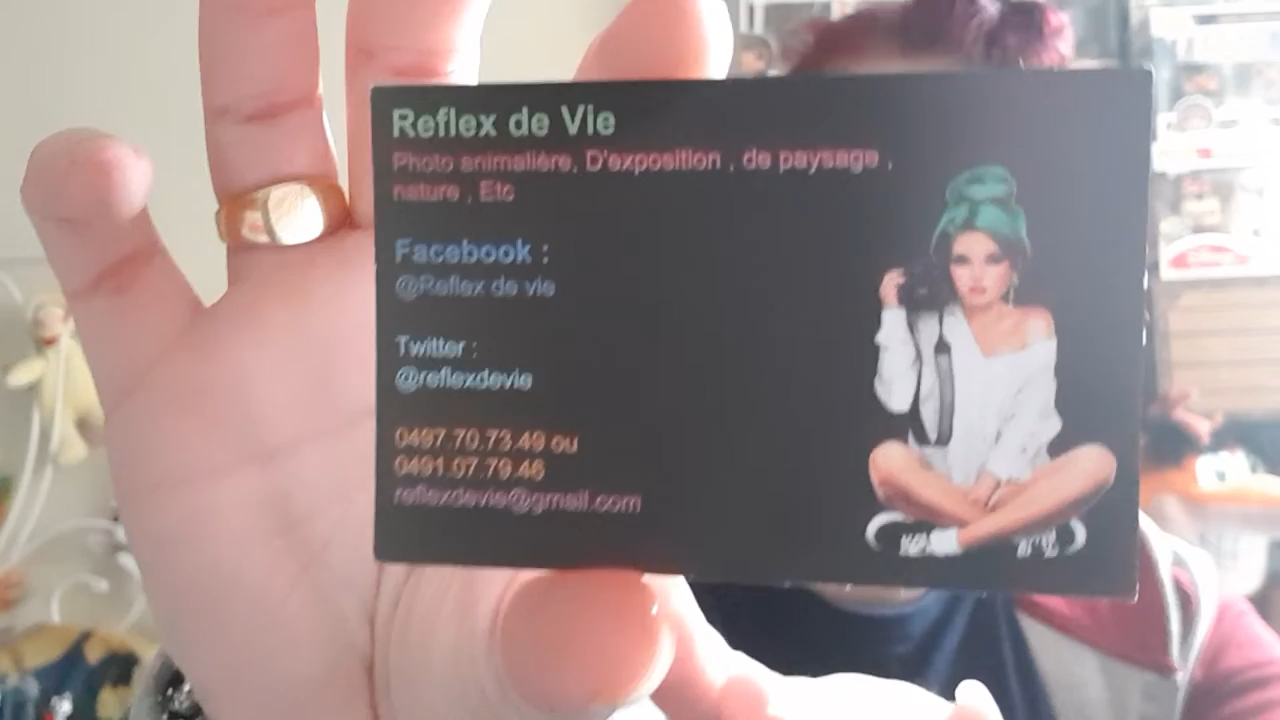 Reflex de Vie
Photo animalière, D'exposition , de paysage ,
nature , Etc
Facebook :
@Reflex de vie
Twitter :
@reflexdevie
0497.70.73.49 ou
0491.07.79.46
reflexdevie@gmail.com